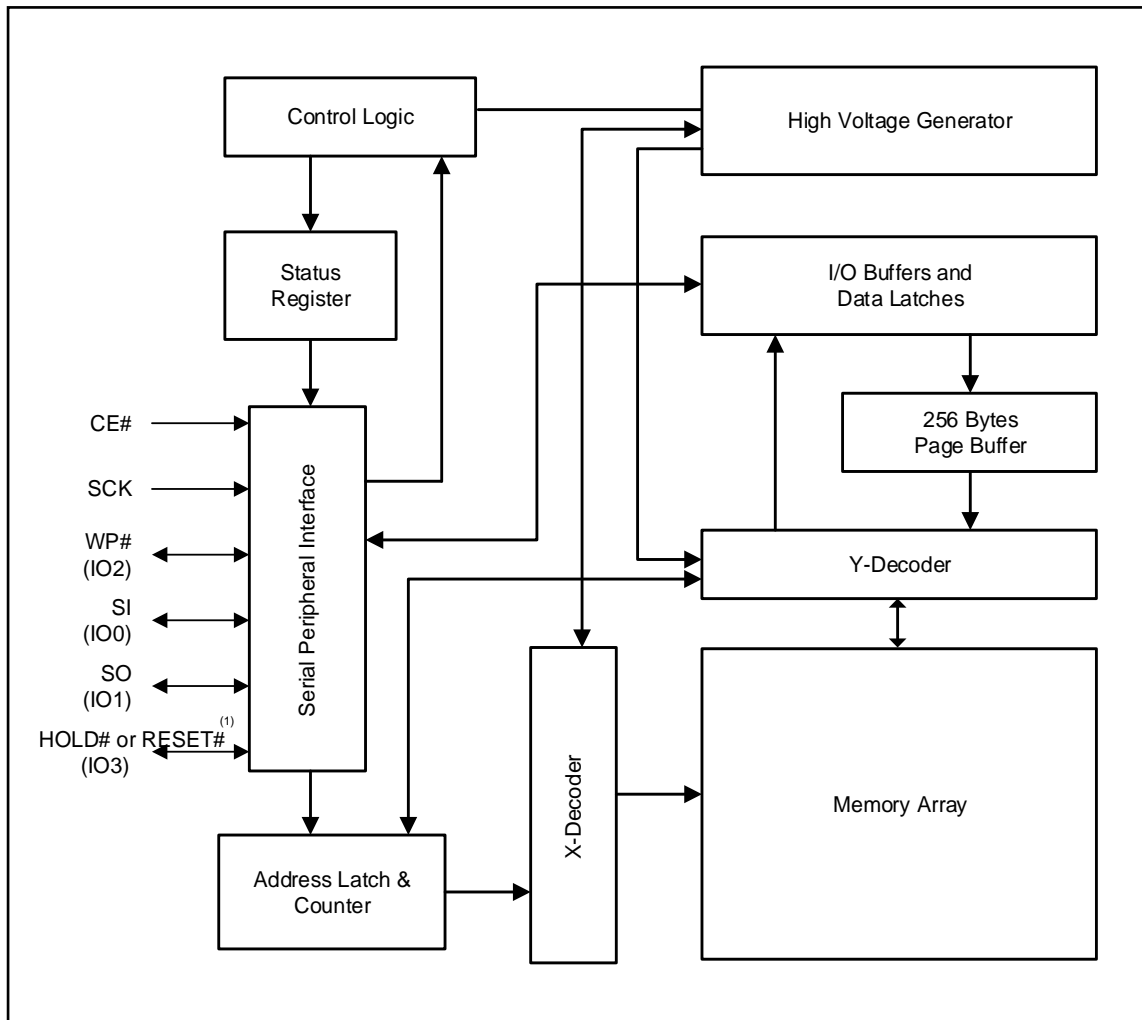 Control Logic
High Voltage Generator
Status
Register
I/O Buffers and
Data Latches
256 Bytes
Page Buffer
CE#
SCK
WP#
(IO2)
SI
(IO0)
SO
(IO1)
HOLD# or RESET#(1)
(IO3)
Serial Peripheral Interface
Y-Decoder
X-Decoder
Memory Array
Address Latch &
Counter